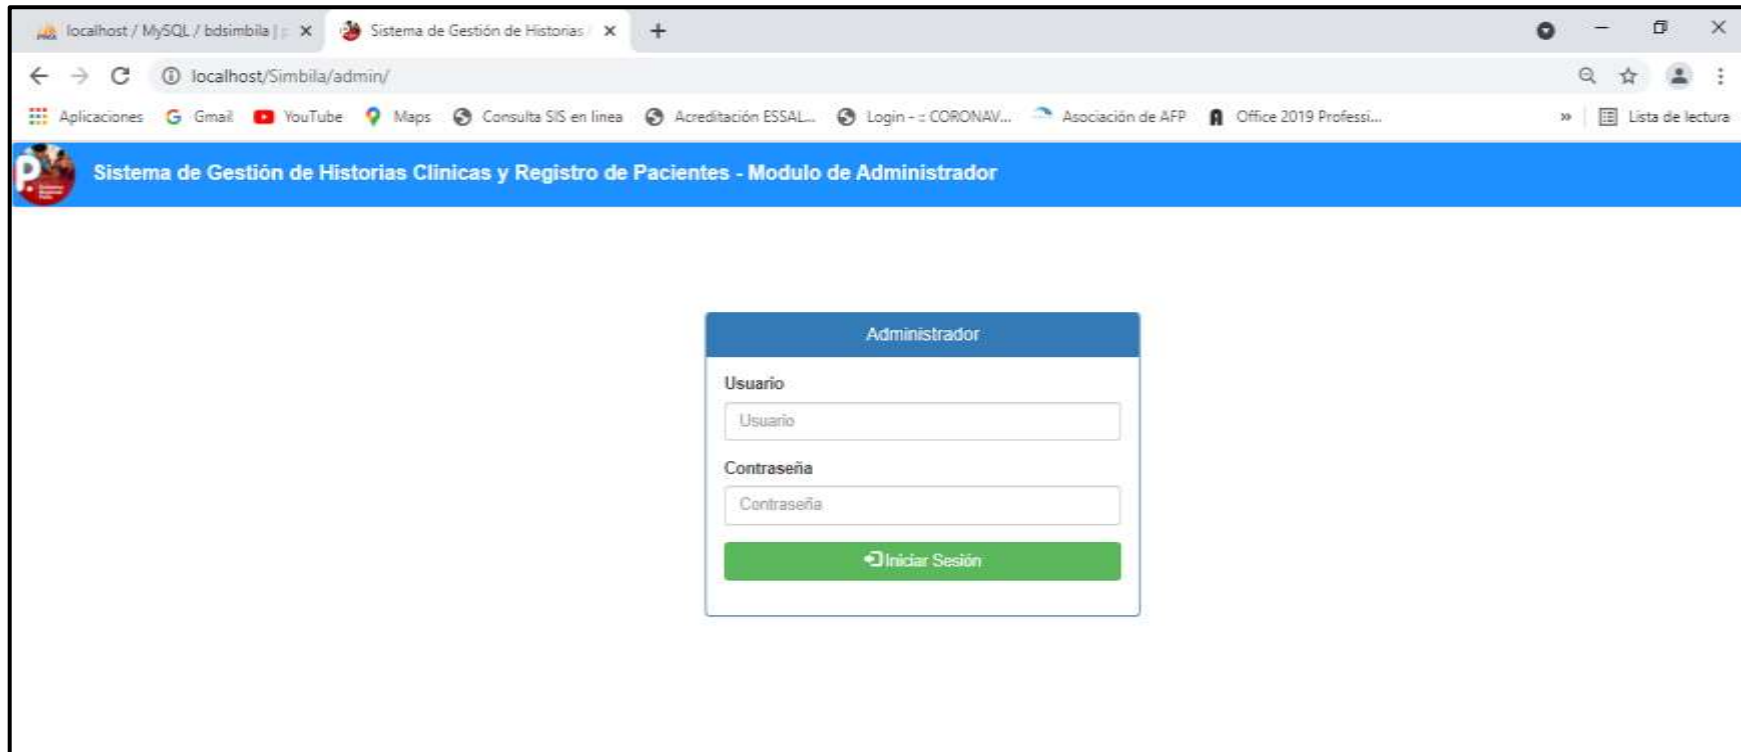 localhost / MySQL / bdsimbila | p
Sistema de Gestión de Historias
localhost/Simbila/admin/
Aplicaciones Gmail YouTube Maps Consulta SIS en linea Acreditación ESSAL... Login - :: CORONAV... Asociación de AFP Office 2019 Professi... » Lista de lectura
Sistema de Gestión de Historias Clinicas y Registro de Pacientes - Modulo de Administrador
Administrador
Usuario
Usuario
Contraseña
Contraseña
Iniciar Sesión